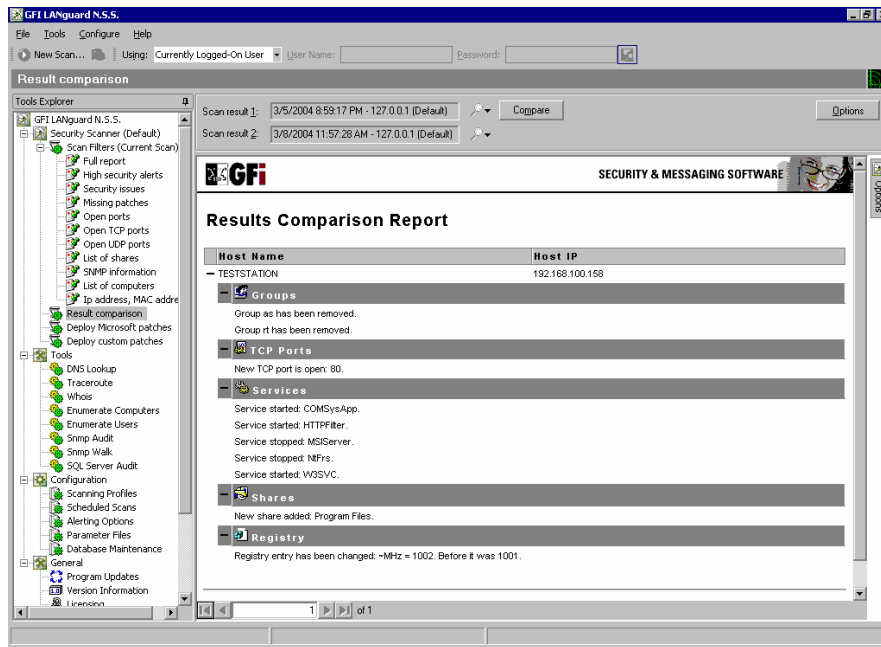 GFI LANguard N.S.S.
File Tools Configure Help
New Scan... Using: Currently Logged-On User User Name: Password:
Result comparison
Tools Explorer
GFI LANguard N.S.S.
Security Scanner (Default)
Scan Filters (Current Scan)
Full report
High security alerts
Security issues
Missing patches
Open ports
Open TCP ports
Open UDP ports
List of shares
SNMP information
List of computers
Ip address, MAC addre
Result comparison
Deploy Microsoft patches
Deploy custom patches
Tools
DNS Lookup
Traceroute
Whois
Enumerate Computers
Enumerate Users
Snmp Audit
Snmp Walk
SQL Server Audit
Configuration
Scanning Profiles
Scheduled Scans
Alerting Options
Parameter Files
Database Maintenance
General
Program Updates
Version Information
Licensing
Scan result 1: 3/5/2004 8:59:17 PM - 127.0.0.1 (Default) Compare Options
Scan result 2: 3/8/2004 11:57:28 AM - 127.0.0.1 (Default)
GFi SECURITY & MESSAGING SOFTWARE
Options
Results Comparison Report
Host Name Host IP
TESTSTATION 192.168.100.158
Groups
Group as has been removed.
Group rt has been removed.
TCP Ports
New TCP port is open: 80.
Services
Service started: COMSysApp.
Service started: HTTPFilter.
Service stopped: MSIServer.
Service stopped: NtFrs.
Service started: W3SVC.
Shares
New share added: Program Files.
Registry
Registry entry has been changed: ~MHz = 1002. Before it was 1001.
1 of 1